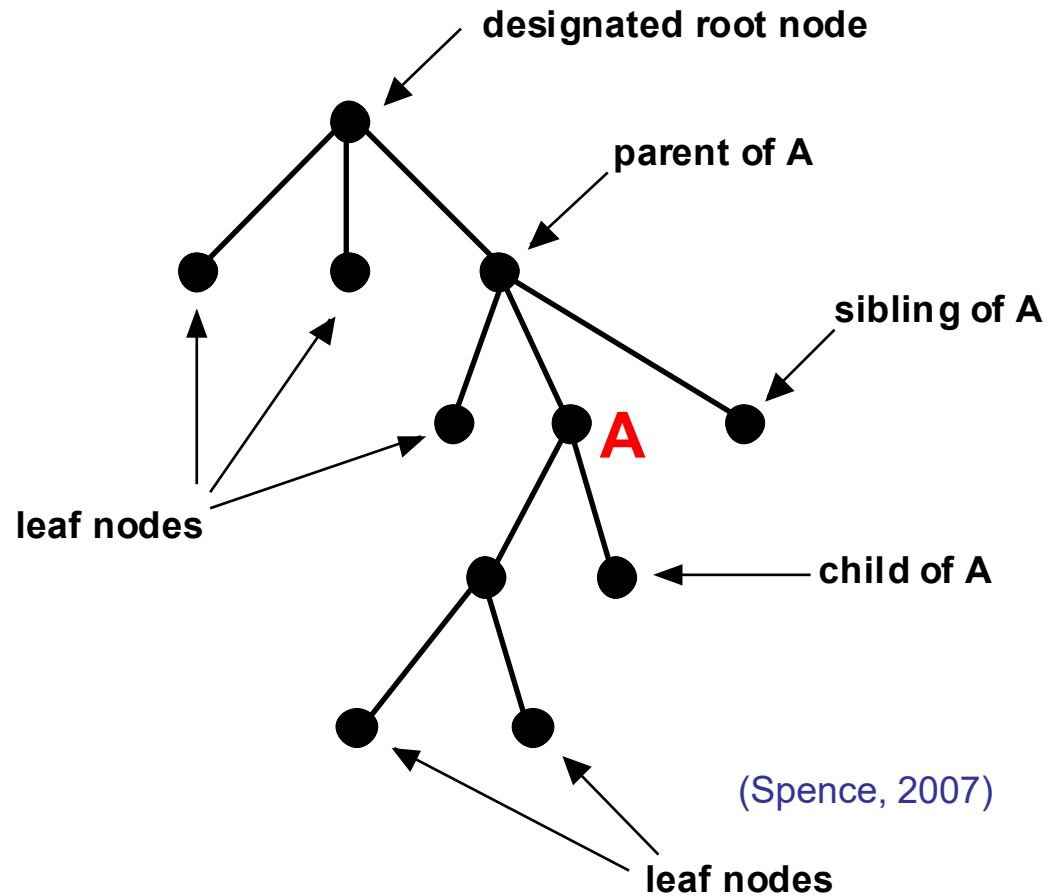 designated root node
parent of A
sibling of A
A
leaf nodes
child of A
(Spence, 2007)
leaf nodes